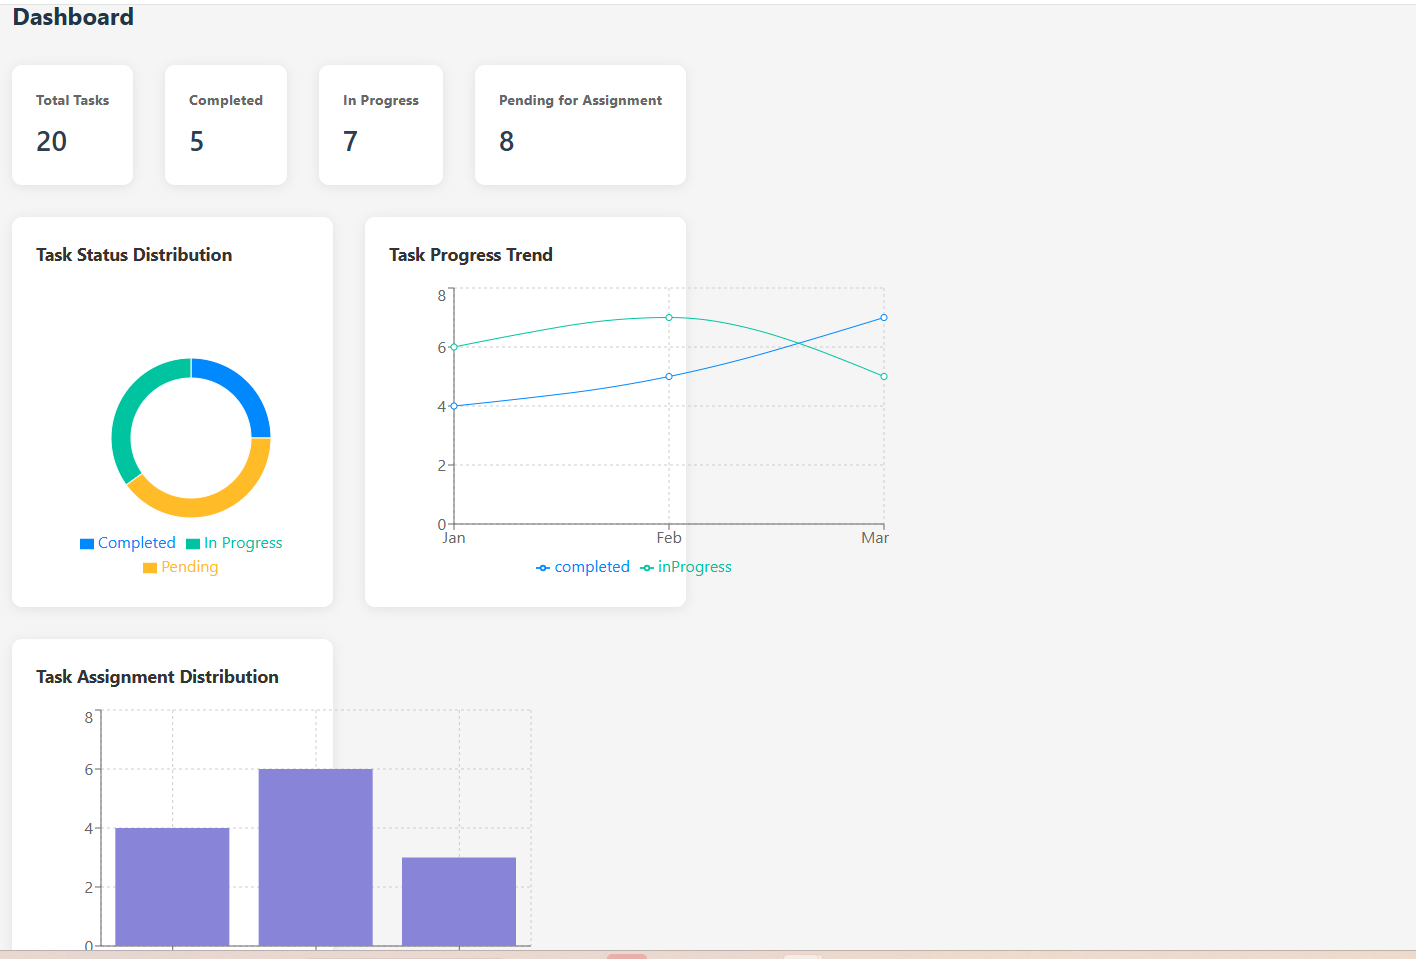 Dashboard
Total Tasks
20
Completed
5
In Progress
7
Pending for Assignment
8
Task Status Distribution
Completed In Progress
Pending
Task Progress Trend
8
6
4
2
0
Jan Feb Mar
completed inProgress
Task Assignment Distribution
8
6
4
2
0